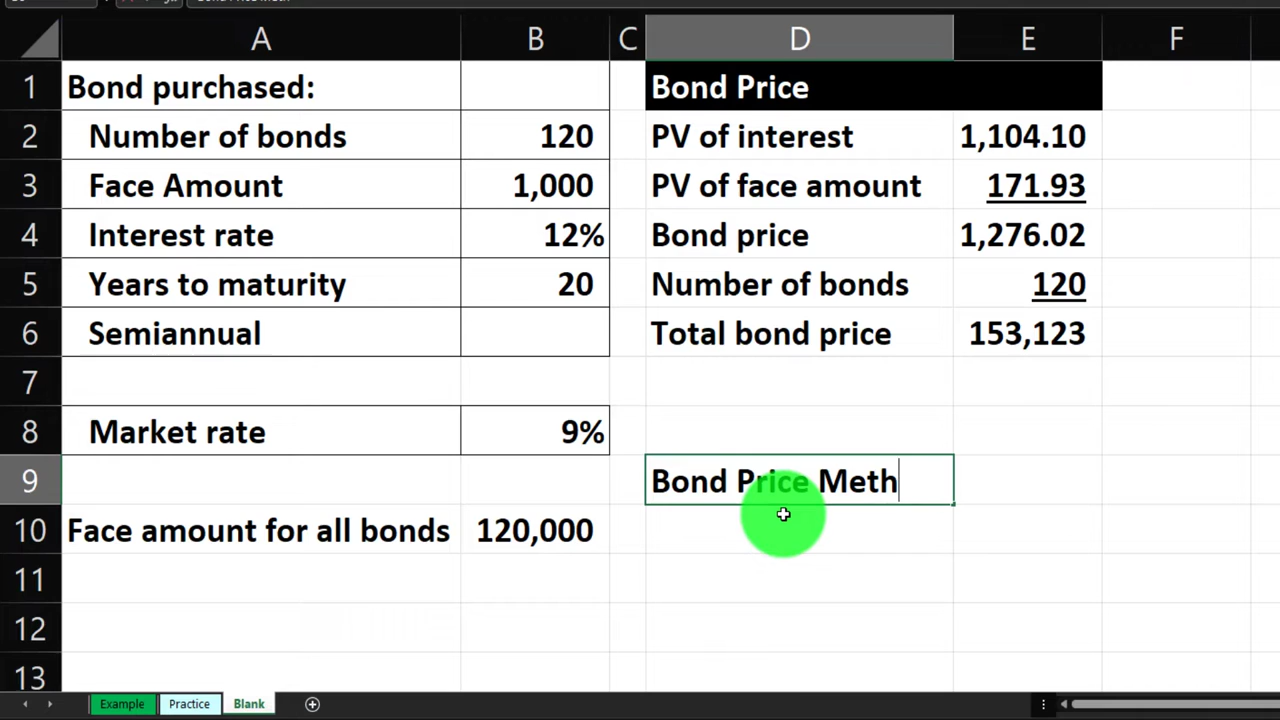 A B C D E F
1 Bond purchased: Bond Price
2 Number of bonds 120 PV of interest 1,104.10
3 Face Amount 1,000 PV of face amount 171.93
4 Interest rate 12% Bond price 1,276.02
5 Years to maturity 20 Number of bonds 120
6 Semiannual Total bond price 153,123
7
8 Market rate 9%
9 Bond Price Meth
10 Face amount for all bonds 120,000
11
12
13
Example Practice Blank